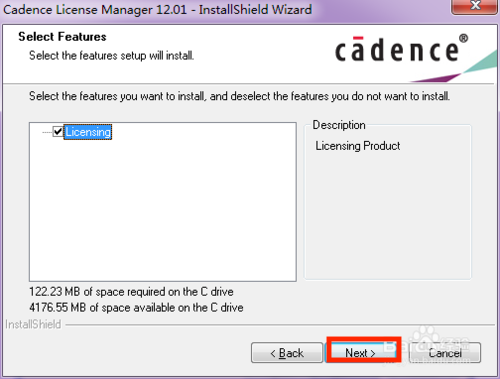 Cadence License Manager 12.01 - InstallShield Wizard
Select Features
Select the features setup will install.
cādence®
Select the features you want to install, and deselect the features you do not want to install.
Licensing
Description
Licensing Product
122.23 MB of space required on the C drive
4176.55 MB of space available on the C drive
InstallShield
< Back
Next >
Cancel